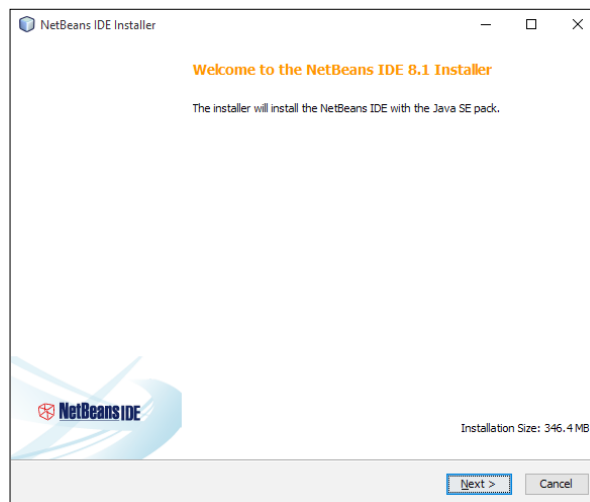 NetBeans IDE Installer
Welcome to the NetBeans IDE 8.1 Installer
The installer will install the NetBeans IDE with the Java SE pack.
NetBeans IDE
Installation Size: 346.4 MB
Next >
Cancel